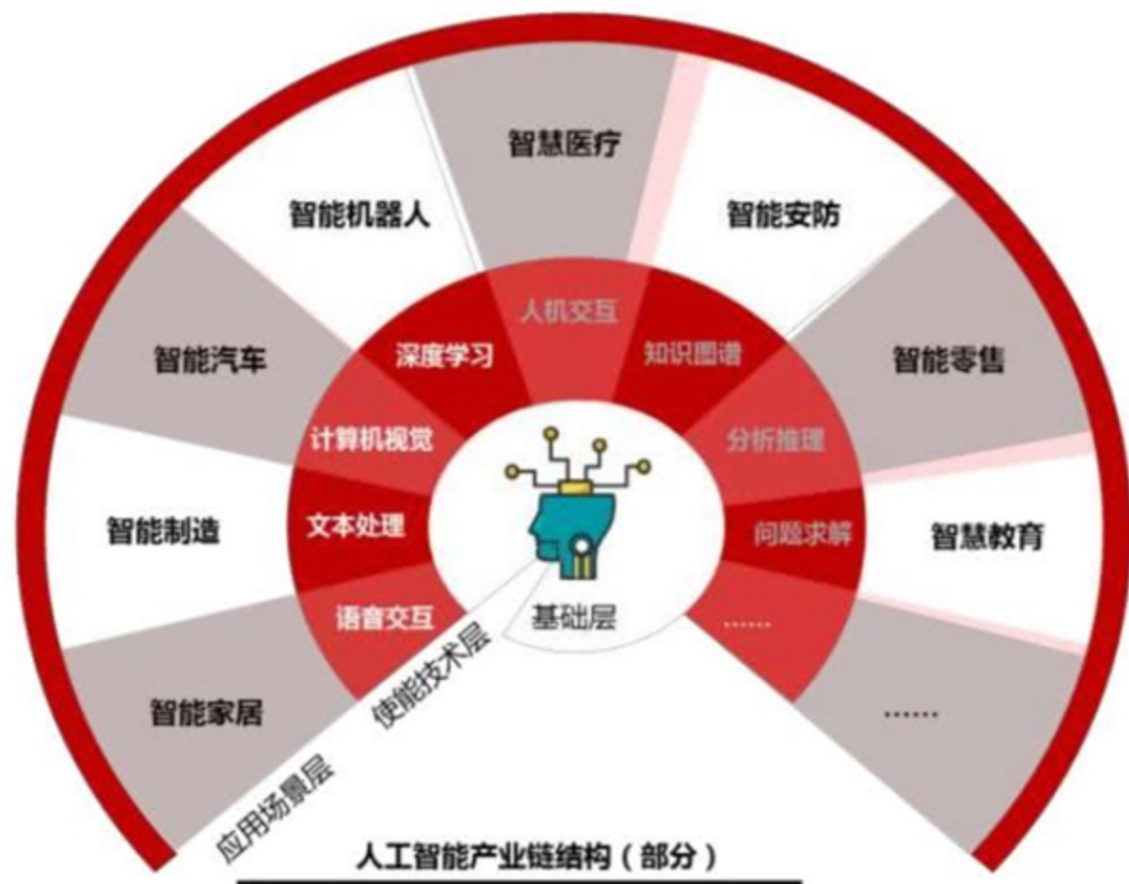 智慧医疗
智能机器人
智能安防
人机交互
深度学习
知识图谱
智能汽车
智能零售
计算机视觉
分析推理
智能制造
文本处理
问题求解
智慧教育
语音交互
基础层
……
使能技术层
智能家居
……
应用场景层
人工智能产业链结构（部分）